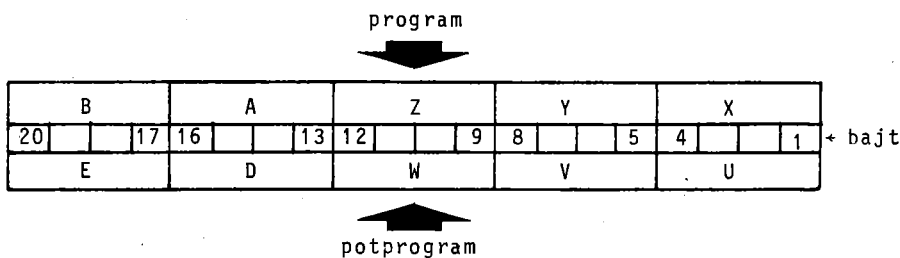 program
B A Z Y X
20 17 16 13 12 9 8 5 4 1 ← bajt
E D W V U
potprogram